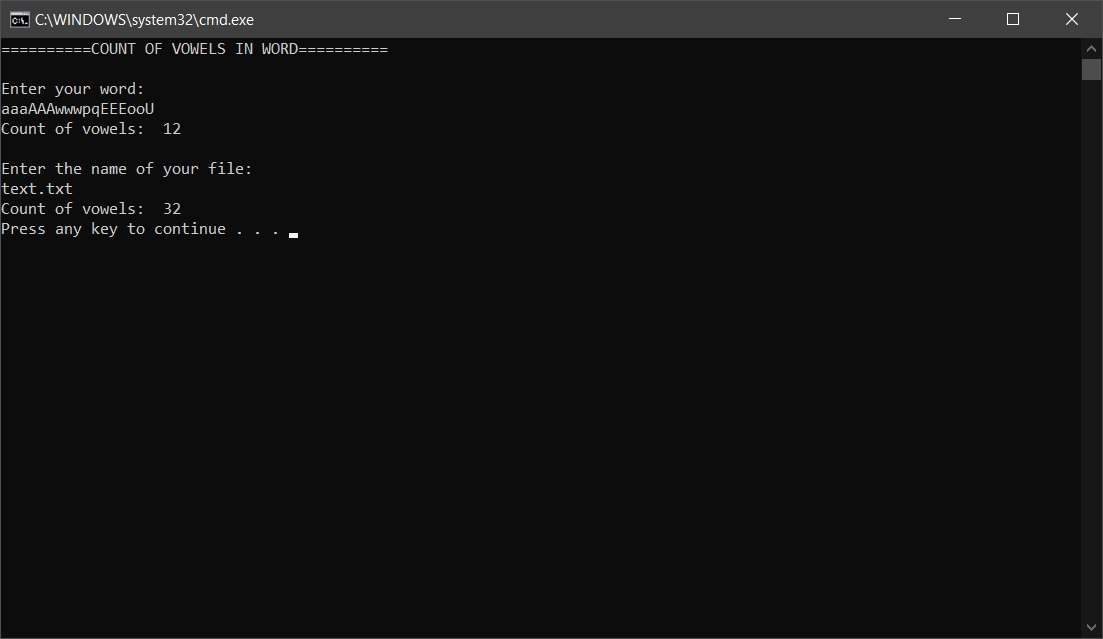 C:\WINDOWS\system32\cmd.exe
==========COUNT OF VOWELS IN WORD==========
Enter your word:
aaaAAAwwwpqEEEooU
Count of vowels:  12
Enter the name of your file:
text.txt
Count of vowels:  32
Press any key to continue . . .